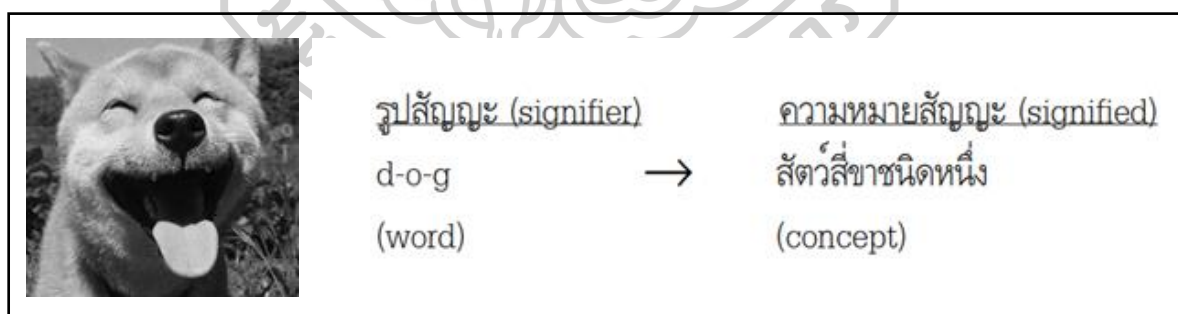 รูปสัญญะ (signifier) ความหมายสัญญะ (signified)
d-o-g → สัตว์สี่ขาชนิดหนึ่ง
(word) (concept)